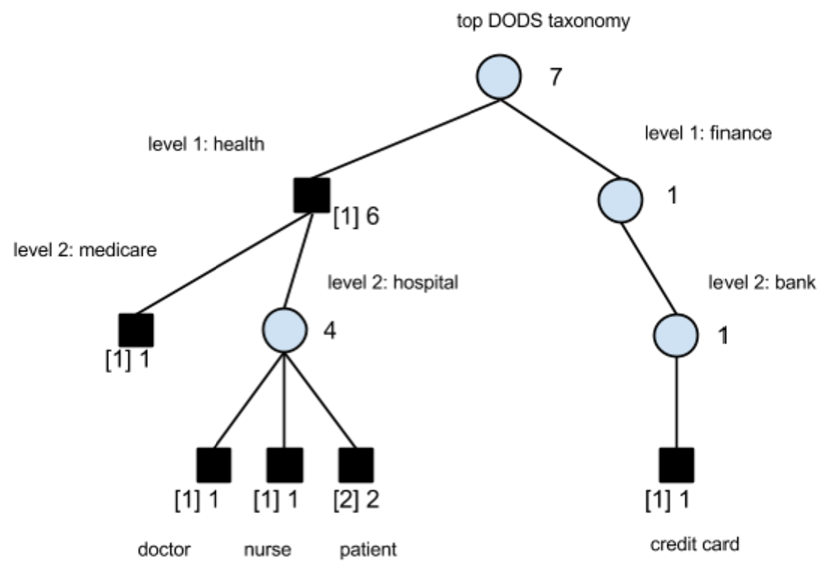 top DODS taxonomy
7
level 1: health
level 1: finance
[1] 6
1
level 2: medicare
level 2: hospital
level 2: bank
[1] 1
4
1
[1] 1
[1] 1
[2] 2
[1] 1
doctor
nurse
patient
credit card